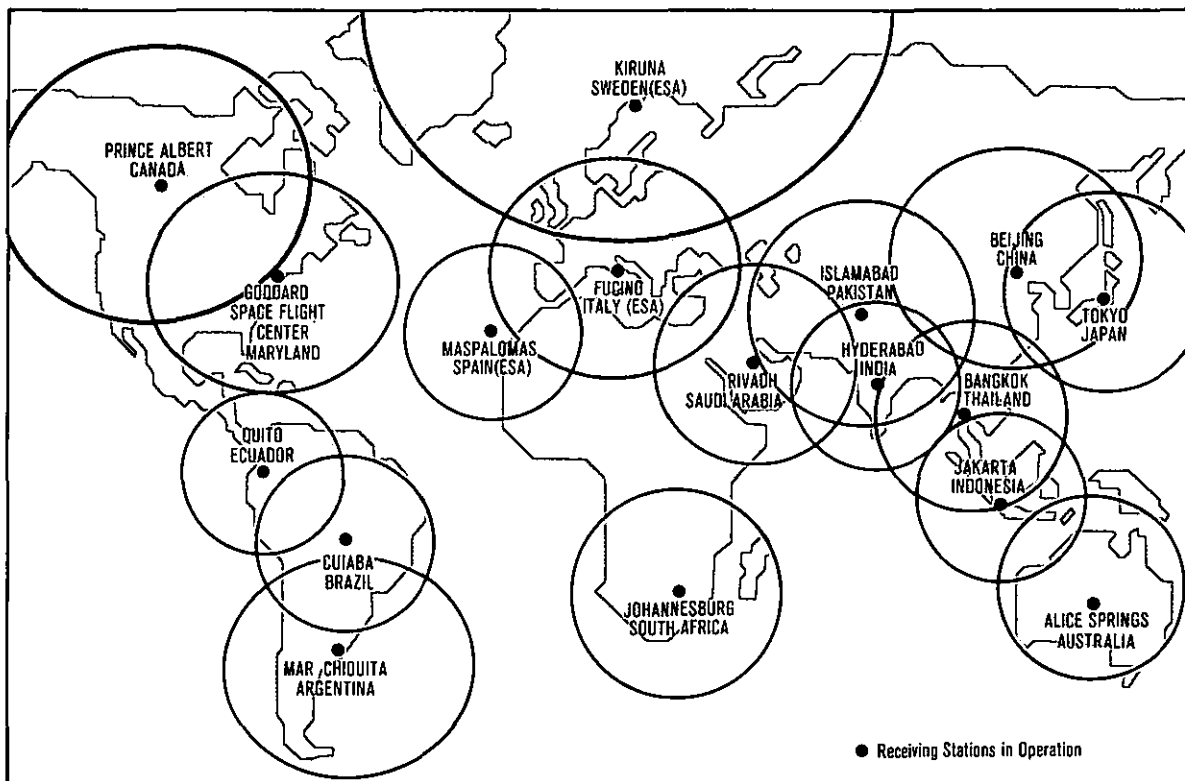 KIRUNA
SWEDEN(ESA)
PRINCE ALBERT
CANADA
GODDARD
SPACE FLIGHT
CENTER
MARYLAND
MASPALOMAS
SPAIN(ESA)
FUCINO
ITALY (ESA)
ISLAMABAD
PAKISTAN
BEIJING
CHINA
TOKYO
JAPAN
RIYADH
SAUDI ARABIA
HYDERABAD
INDIA
BANGKOK
THAILAND
QUITO
ECUADOR
JAKARTA
INDONESIA
CUIABA
BRAZIL
JOHANNESBURG
SOUTH AFRICA
ALICE SPRINGS
AUSTRALIA
MAR CHIQUITA
ARGENTINA
Receiving Stations in Operation